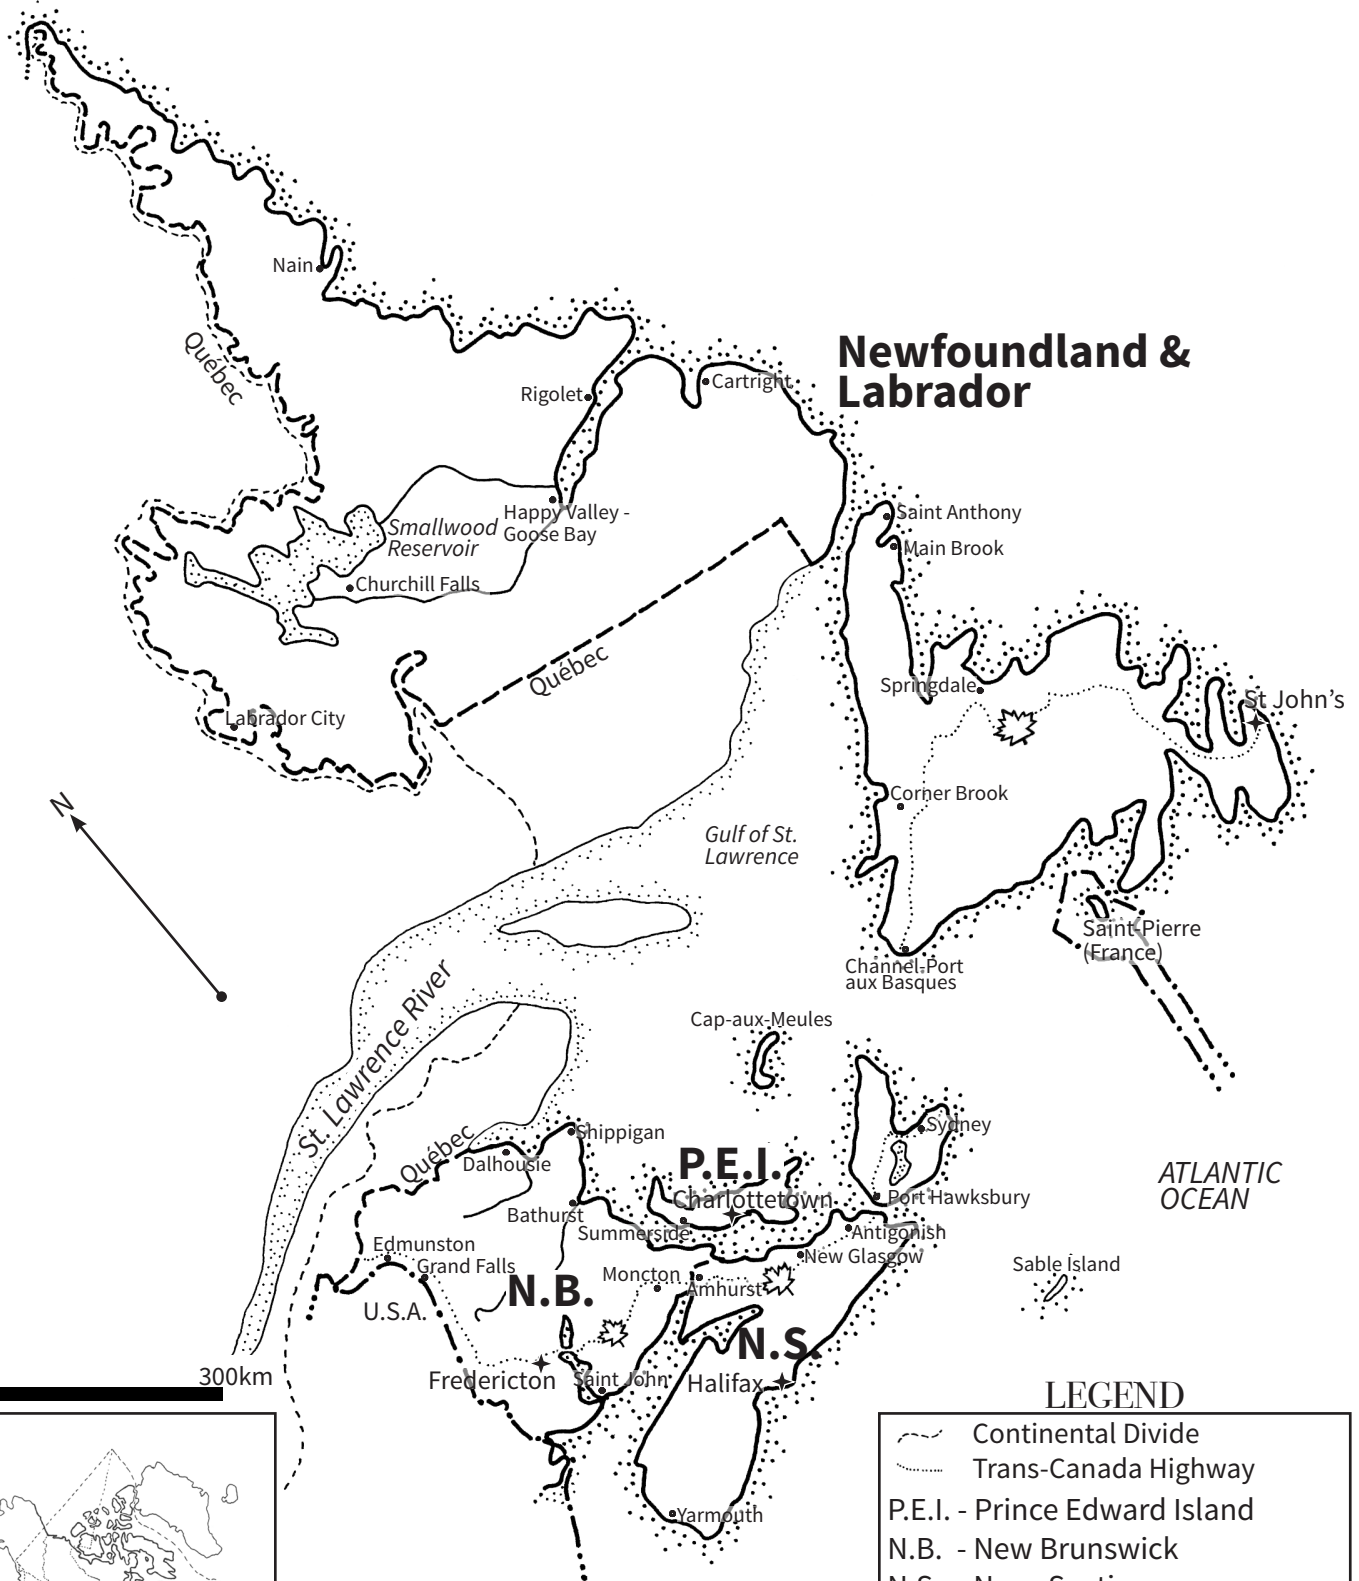 Nain
Québec
Newfoundland &
Labrador
Rigolet
Cartright
Happy Valley -
Goose Bay
Smallwood
Reservoir
Churchill Falls
Saint Anthony
Main Brook
Québec
Springdale
St John's
Labrador City
N
Corner Brook
Gulf of St.
Lawrence
Saint-Pierre
(France)
Channel-Port
aux Basques
St. Lawrence River
Cap-aux-Meules
Québec
Shippigan
Dalhousie
P.E.I.
Sydney
ATLANTIC
OCEAN
Charlottetown
Port Hawksbury
Bathurst
Summerside
Antigonish
Edmunston
Grand Falls
New Glasgow
Sable Island
Moncton
Amhurst
N.B.
U.S.A.
N.S.
300km
Fredericton
Saint John
Halifax
Yarmouth
LEGEND
Continental Divide
Trans-Canada Highway
P.E.I. - Prince Edward Island
N.B. - New Brunswick